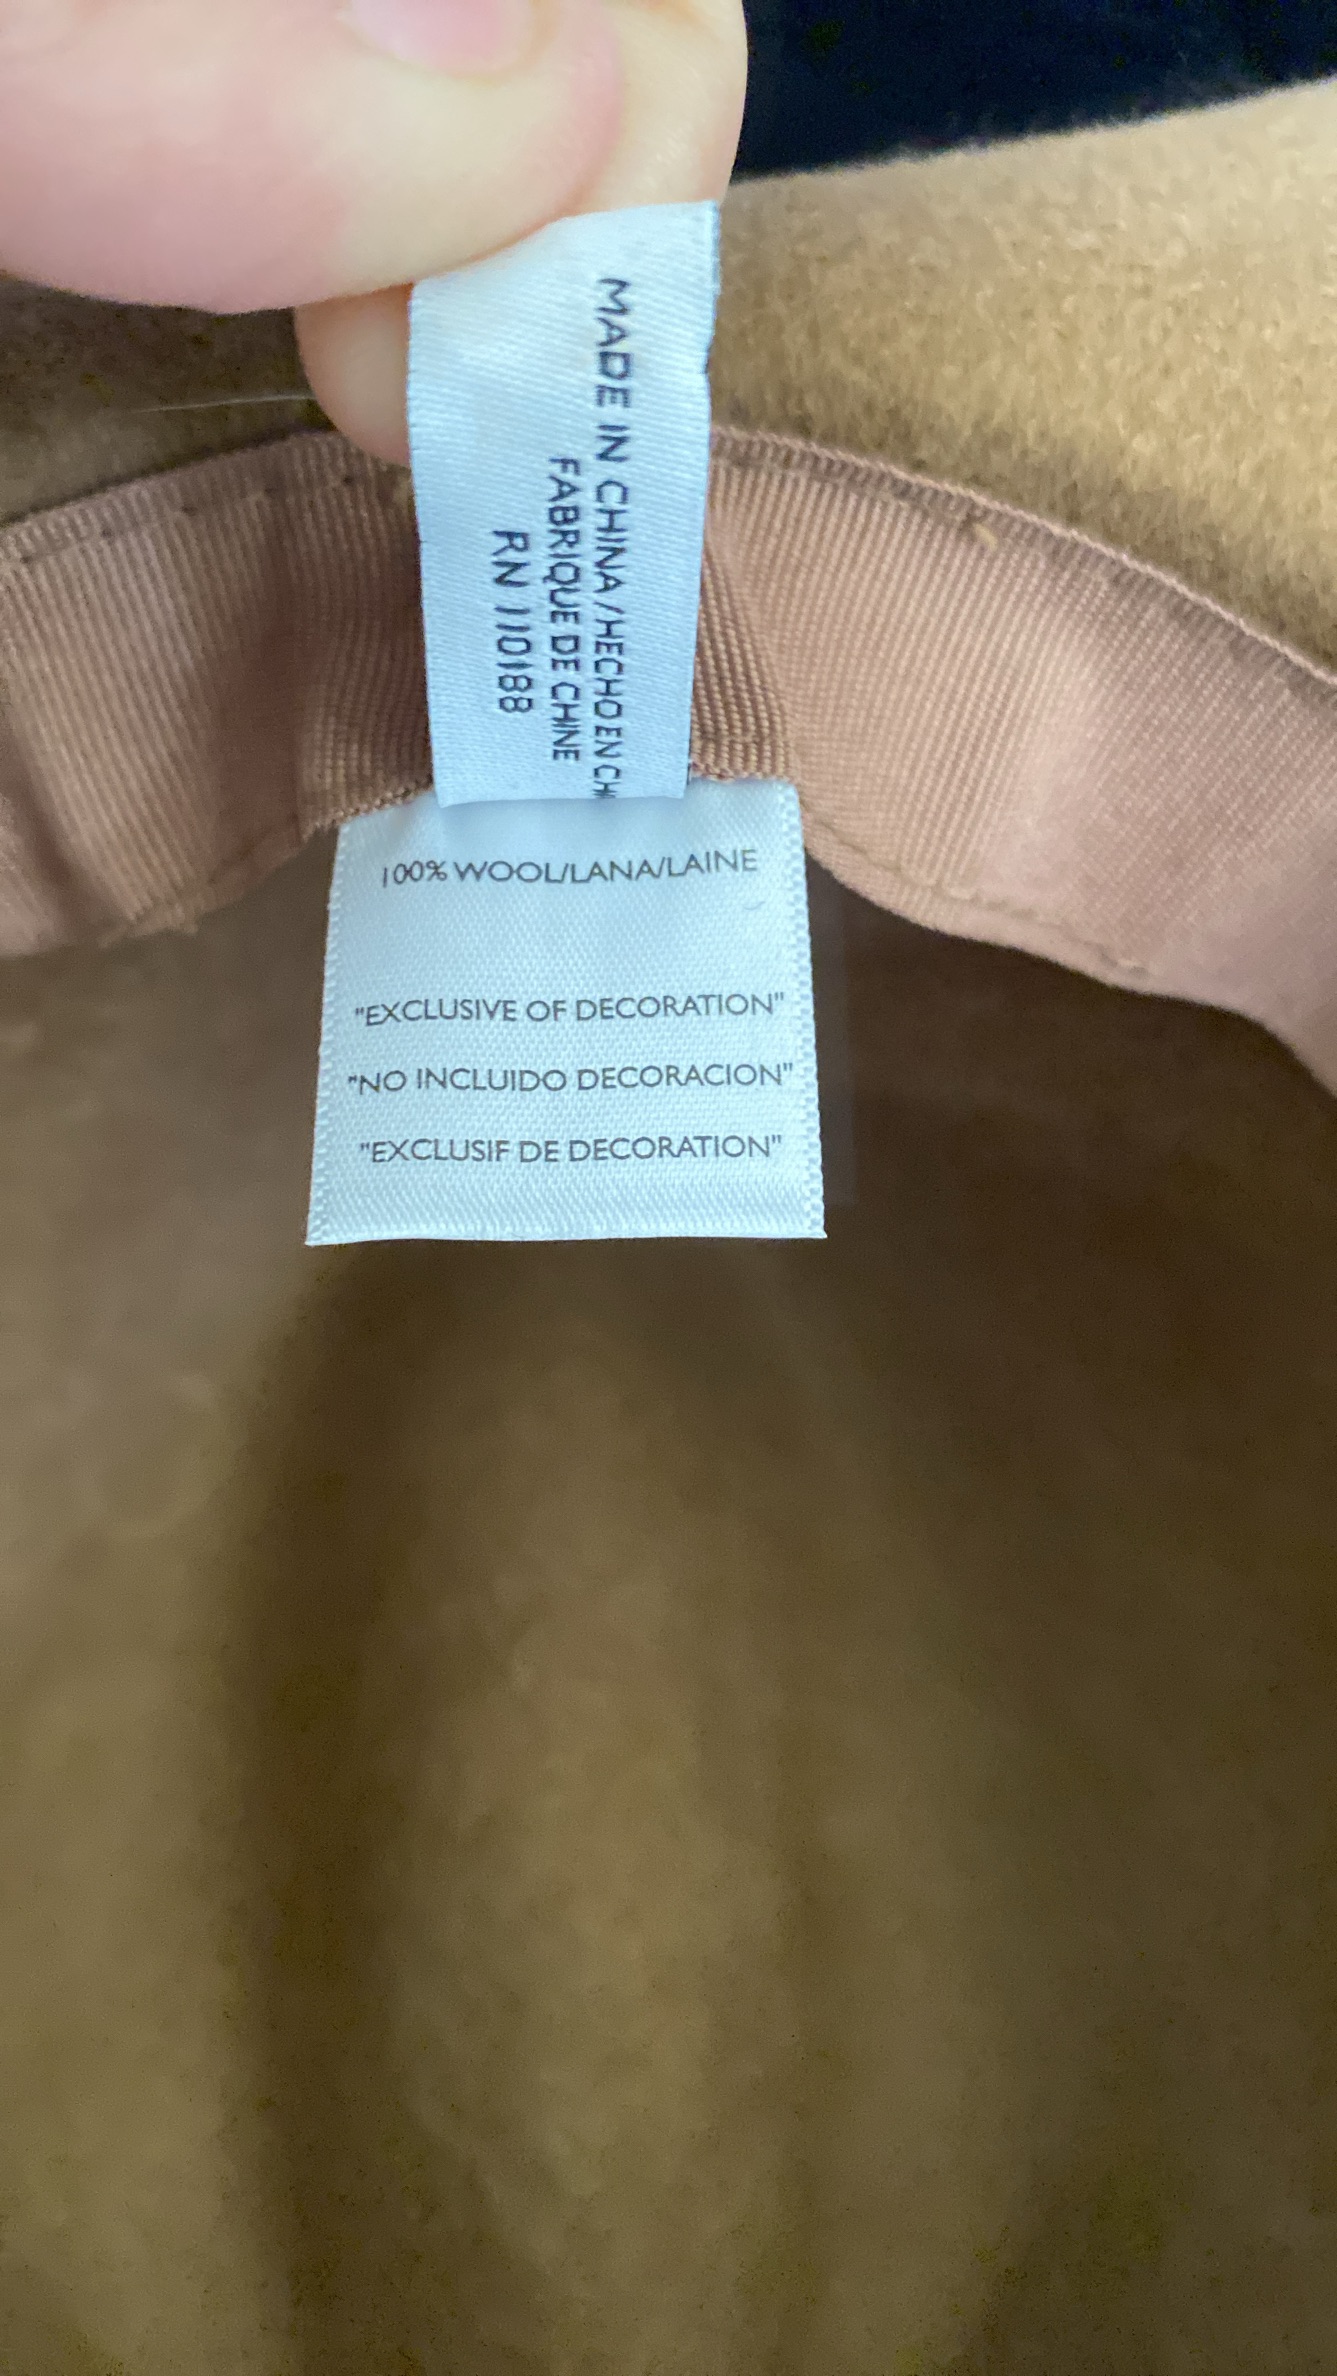 MADE IN CHINA/HECHO EN
FABRIQUE DE CHINE
RN 110188
100% WOOL/LANA/LAINE
"EXCLUSIVE OF DECORATION"
"NO INCLUIDO DECORACION"
"EXCLUSIF DE DECORATION"